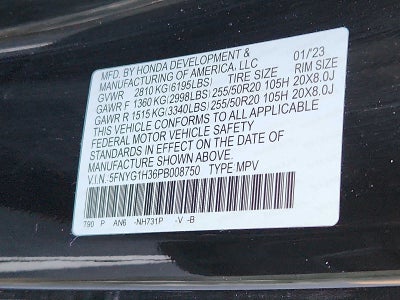 MFD. BY HONDA DEVELOPMENT & 01/'23
MANUFACTURING OF AMERICA, LLC
GVWR 2810 KG(6195LBS) TIRE SIZE RIM SIZE
GAWR F 1360 KG(2998LBS) 255/50R20 105H 20X8.0J
GAWR R 1515 KG(3340LBS) 255/50R20 105H 20X8.0J
THIS VEHICLE CONFORMS TO ALL APPLICABLE
FEDERAL MOTOR VEHICLE SAFETY
STANDARDS IN EFFECT ON THE DATE OF
MANUFACTURE SHOWN ABOVE.
V.I.N. 5FNYG1H36PB008750 TYPE MPV
790 P AN6 -NH731P -V -B